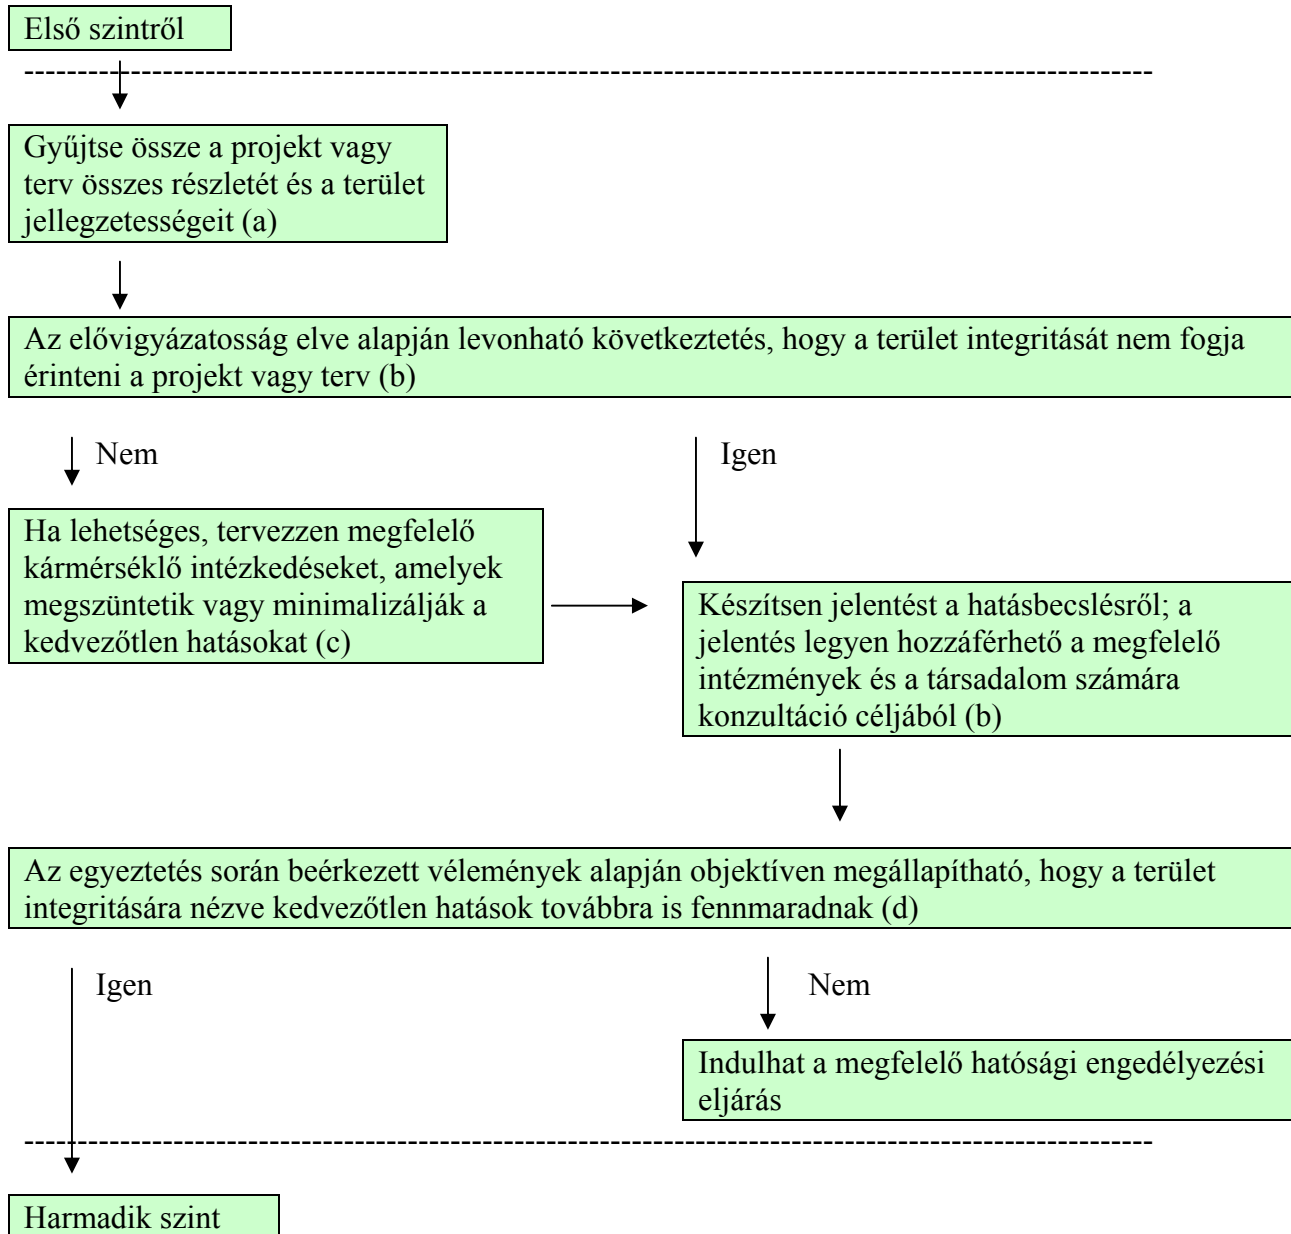 Első szintről
--------------------------------------------------------------------------------------------------------------
Gyűjtse össze a projekt vagy
terv összes részletét és a terület
jellegzetességeit (a)
Az elővigyázatosság elve alapján levonható következtetés, hogy a terület integritását nem fogja
érinteni a projekt vagy terv (b)
Nem
Igen
Ha lehetséges, tervezzen megfelelő
kármérséklő intézkedéseket, amelyek
megszüntetik vagy minimalizálják a
kedvezőtlen hatásokat (c)
Készítsen jelentést a hatásbecslésről; a
jelentés legyen hozzáférhető a megfelelő
intézmények és a társadalom számára
konzultáció céljából (b)
Az egyeztetés során beérkezett vélemények alapján objektíven megállapítható, hogy a terület
integritására nézve kedvezőtlen hatások továbbra is fennmaradnak (d)
Igen
Nem
Indulhat a megfelelő hatósági engedélyezési
eljárás
--------------------------------------------------------------------------------------------------------------
Harmadik szint